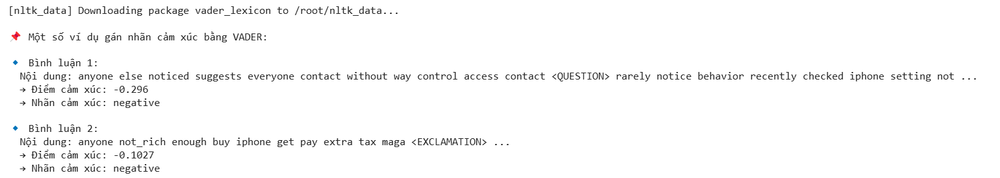 [nltk_data] Downloading package vader_lexicon to /root/nltk_data...
📌 Một số ví dụ gán nhãn cảm xúc bằng VADER:
🔹 Bình luận 1:
Nội dung: anyone else noticed suggests everyone contact without way control access contact <QUESTION> rarely notice behavior recently checked iphone setting not ...
→ Điểm cảm xúc: -0.296
→ Nhãn cảm xúc: negative
🔹 Bình luận 2:
Nội dung: anyone not_rich enough buy iphone get pay extra tax maga <EXCLAMATION> ...
→ Điểm cảm xúc: -0.1027
→ Nhãn cảm xúc: negative